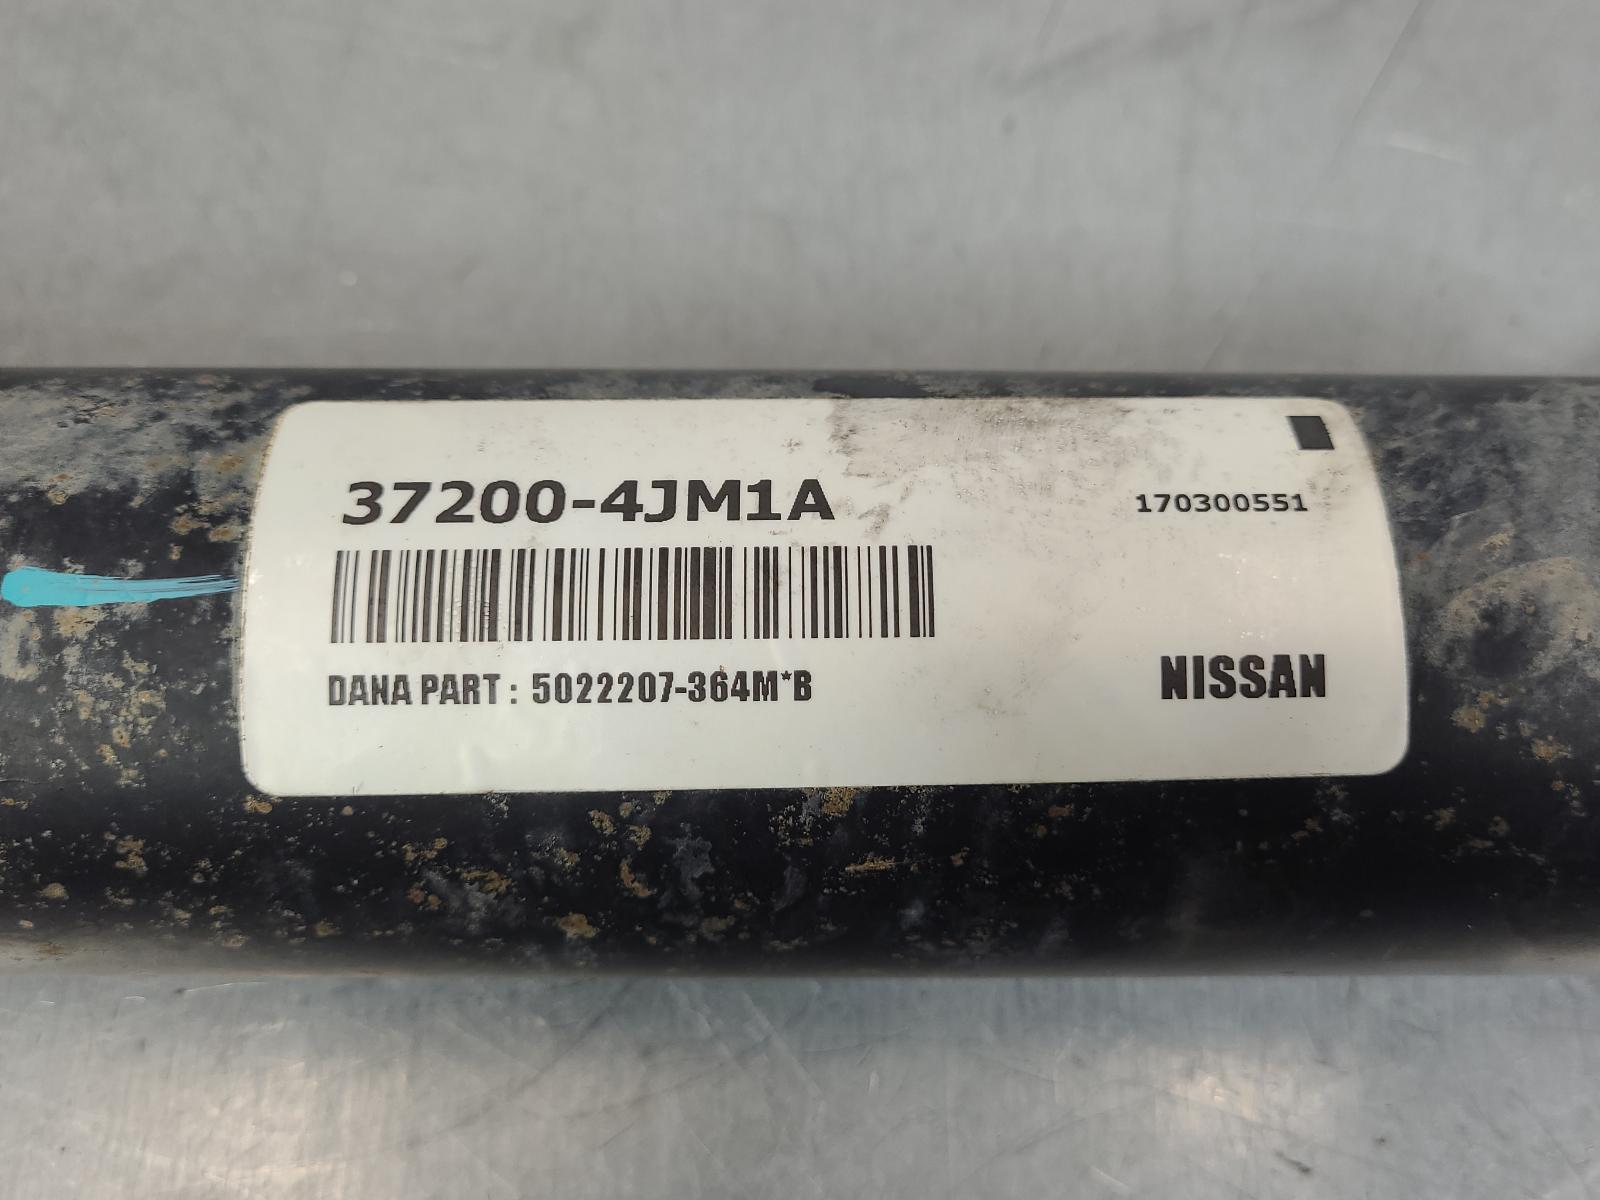 37200-4JM1A
170300551
DANA PART : 5022207-364M*B
NISSAN